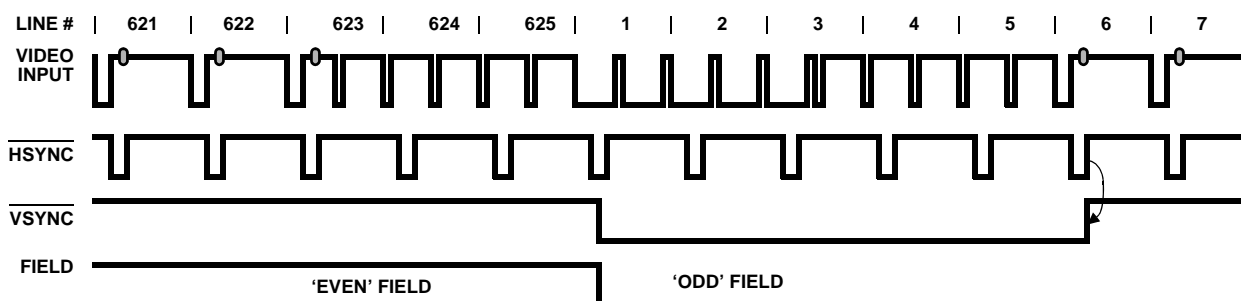 LINE # | 621 | 622 | 623 | 624 | 625 | 1 | 2 | 3 | 4 | 5 | 6 | 7
VIDEO
INPUT
HSYNC
VSYNC
FIELD
‘EVEN’ FIELD
‘ODD’ FIELD